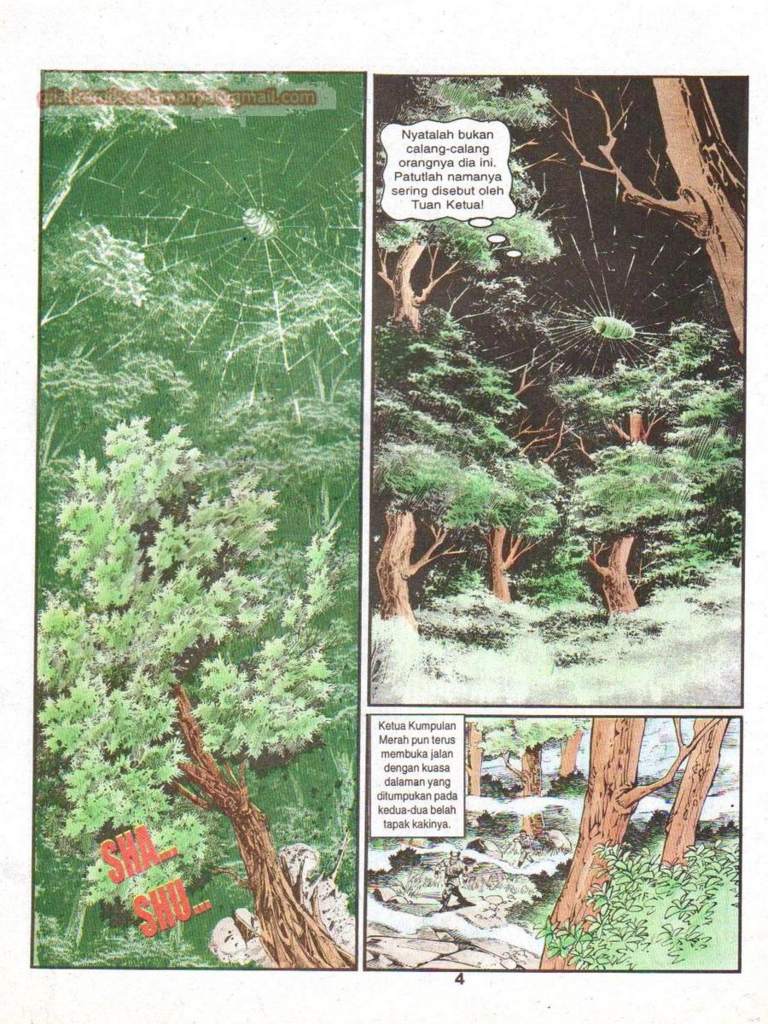 Nyatalah bukan
calang-calang
orangnya dia ini.
Patutlah namanya
sering disebut oleh
Tuan Ketua!
Ketua Kumpulan
Merah pun terus
membuka jalan
dengan kuasa
dalaman yang
ditumpukan pada
kedua-dua belah
tapak kakinya.
SHA...
SHU...
4